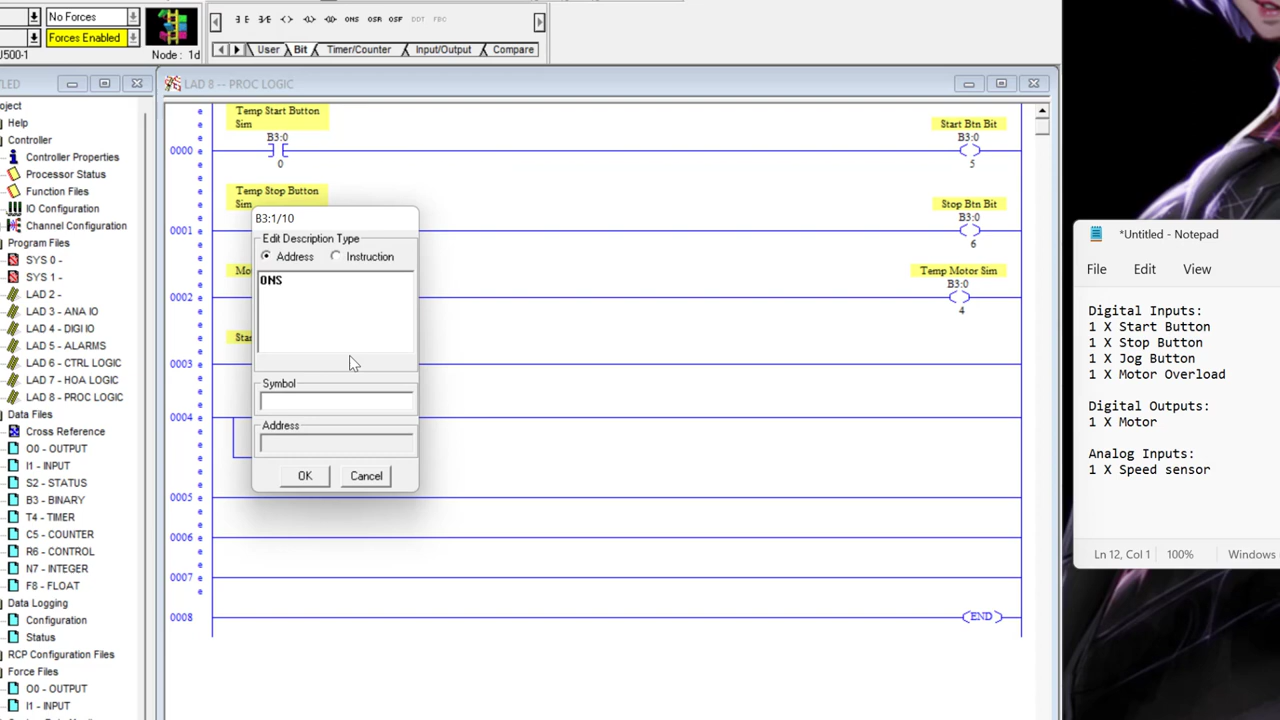 No Forces
Forces Enabled
Node : 1d
ONS OSR OSF DDT FBC
User Bit Timer/Counter Input/Output Compare
LAD 8 -- PROC LOGIC
Help
Controller
Controller Properties
Processor Status
Function Files
IO Configuration
Channel Configuration
Program Files
SYS 0 -
SYS 1 -
LAD 2 -
LAD 3 - ANA IO
LAD 4 - DIGI IO
LAD 5 - ALARMS
LAD 6 - CTRL LOGIC
LAD 7 - HOA LOGIC
LAD 8 - PROC LOGIC
Data Files
Cross Reference
O0 - OUTPUT
I1 - INPUT
S2 - STATUS
B3 - BINARY
T4 - TIMER
C5 - COUNTER
R6 - CONTROL
N7 - INTEGER
F8 - FLOAT
Data Logging
Configuration
Status
RCP Configuration Files
Force Files
O0 - OUTPUT
I1 - INPUT
Temp Start Button
Sim
B3:0
0000
0
Start Btn Bit
B3:0
5
Temp Stop Button
Sim
0001
Stop Btn Bit
B3:0
6
0002
Temp Motor Sim
B3:0
4
0003
0004
0005
0006
0007
0008
END
B3:1/10
Edit Description Type
Address Instruction
ONS
Symbol
Address
OK Cancel
*Untitled - Notepad
File Edit View
Digital Inputs:
1 X Start Button
1 X Stop Button
1 X Jog Button
1 X Motor Overload
Digital Outputs:
1 X Motor
Analog Inputs:
1 X Speed sensor
Ln 12, Col 1 100% Windows